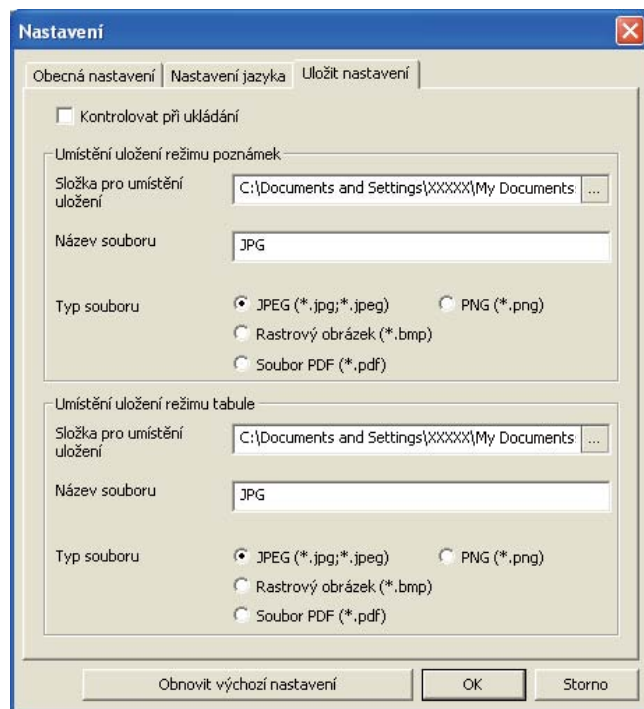 Nastavení
Obecná nastavení Nastavení jazyka Uložit nastavení
Kontrolovat při ukládání
Umístění uložení režimu poznámek
Složka pro umístění
uložení
C:\Documents and Settings\XXXXX\My Documents ...
Název souboru JPG
Typ souboru JPEG (*.jpg;*.jpeg) PNG (*.png)
Rastrový obrázek (*.bmp)
Soubor PDF (*.pdf)
Umístění uložení režimu tabule
Složka pro umístění
uložení
C:\Documents and Settings\XXXXX\My Documents ...
Název souboru JPG
Typ souboru JPEG (*.jpg;*.jpeg) PNG (*.png)
Rastrový obrázek (*.bmp)
Soubor PDF (*.pdf)
Obnovit výchozí nastavení OK Storno